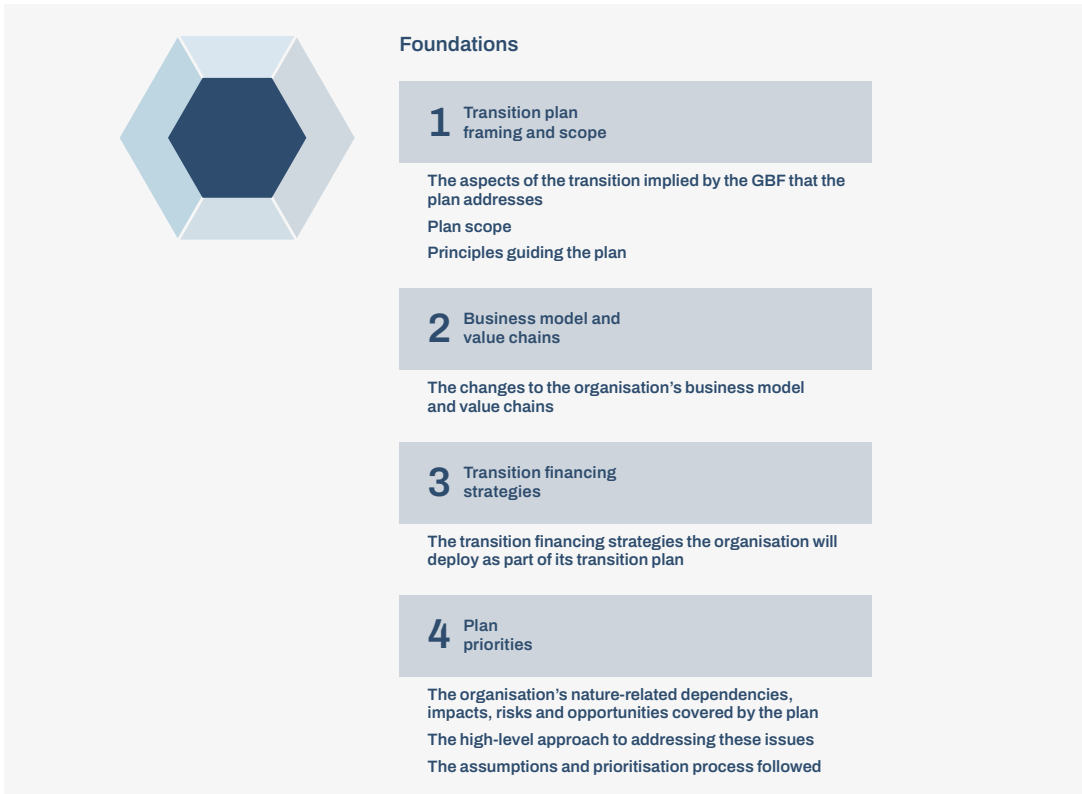 Foundations
1
Transition plan
framing and scope
The aspects of the transition implied by the GBF that the
plan addresses
Plan scope
Principles guiding the plan
2
Business model and
value chains
The changes to the organisation’s business model
and value chains
3
Transition financing
strategies
The transition financing strategies the organisation will
deploy as part of its transition plan
4
Plan
priorities
The organisation’s nature-related dependencies,
impacts, risks and opportunities covered by the plan
The high-level approach to addressing these issues
The assumptions and prioritisation process followed